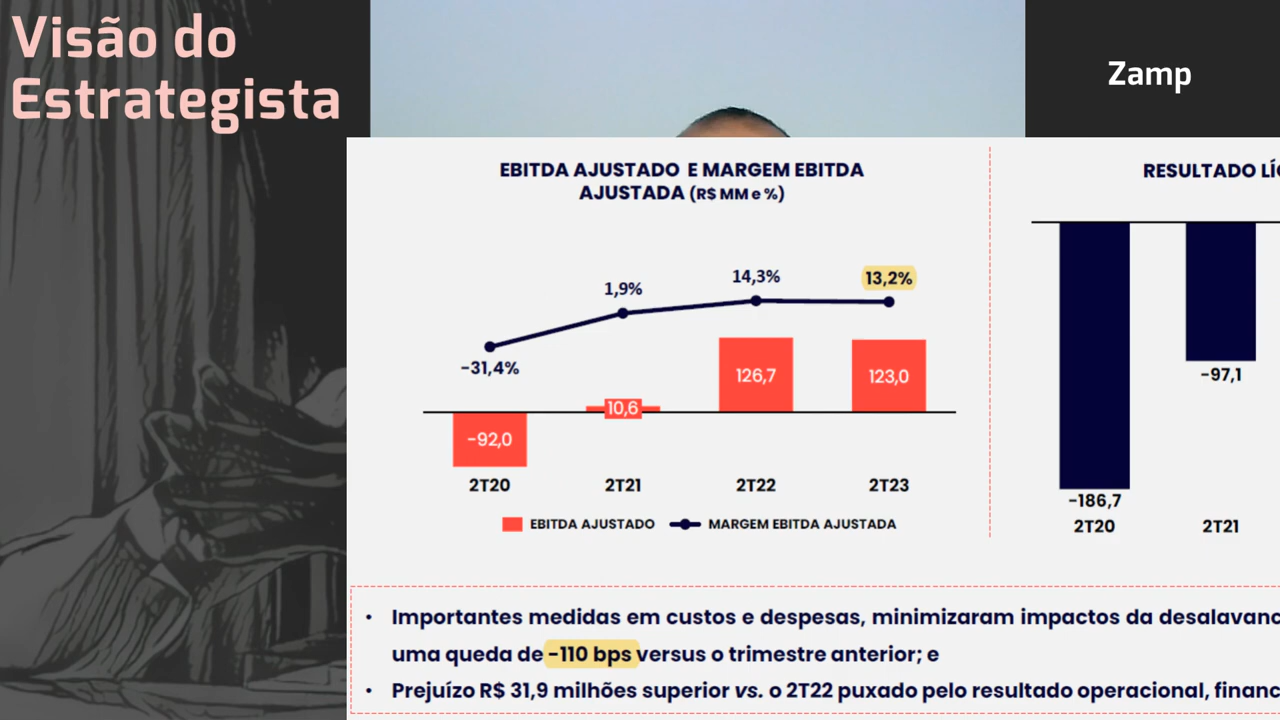 Visão do
Estrategista
Zamp
EBITDA AJUSTADO E MARGEM EBITDA
AJUSTADA (R$ MM e %)
14,3%
13,2%
1,9%
-31,4%
126,7
123,0
10,6
-92,0
2T20 2T21 2T22 2T23
EBITDA AJUSTADO MARGEM EBITDA AJUSTADA
RESULTADO
-97,1
-186,7
2T20 2T21
• Importantes medidas em custos e despesas, minimizaram impactos da
uma queda de -110 bps versus o trimestre anterior; e
• Prejuízo R$ 31,9 milhões superior vs. o 2T22 puxado pelo resultado operacional,